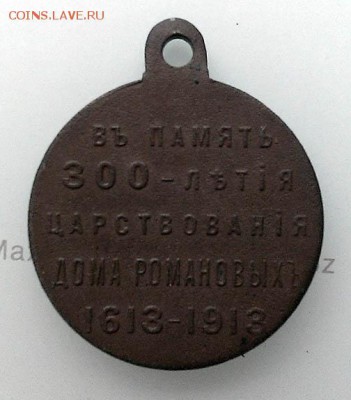 COINS.LAVE.RU
ВЪ ПАМЯТЬ
300-ЛѢТІЯ
ЦАРСТВОВАНІЯ
ДОМА РОМАНОВЫХЪ
1613-1913